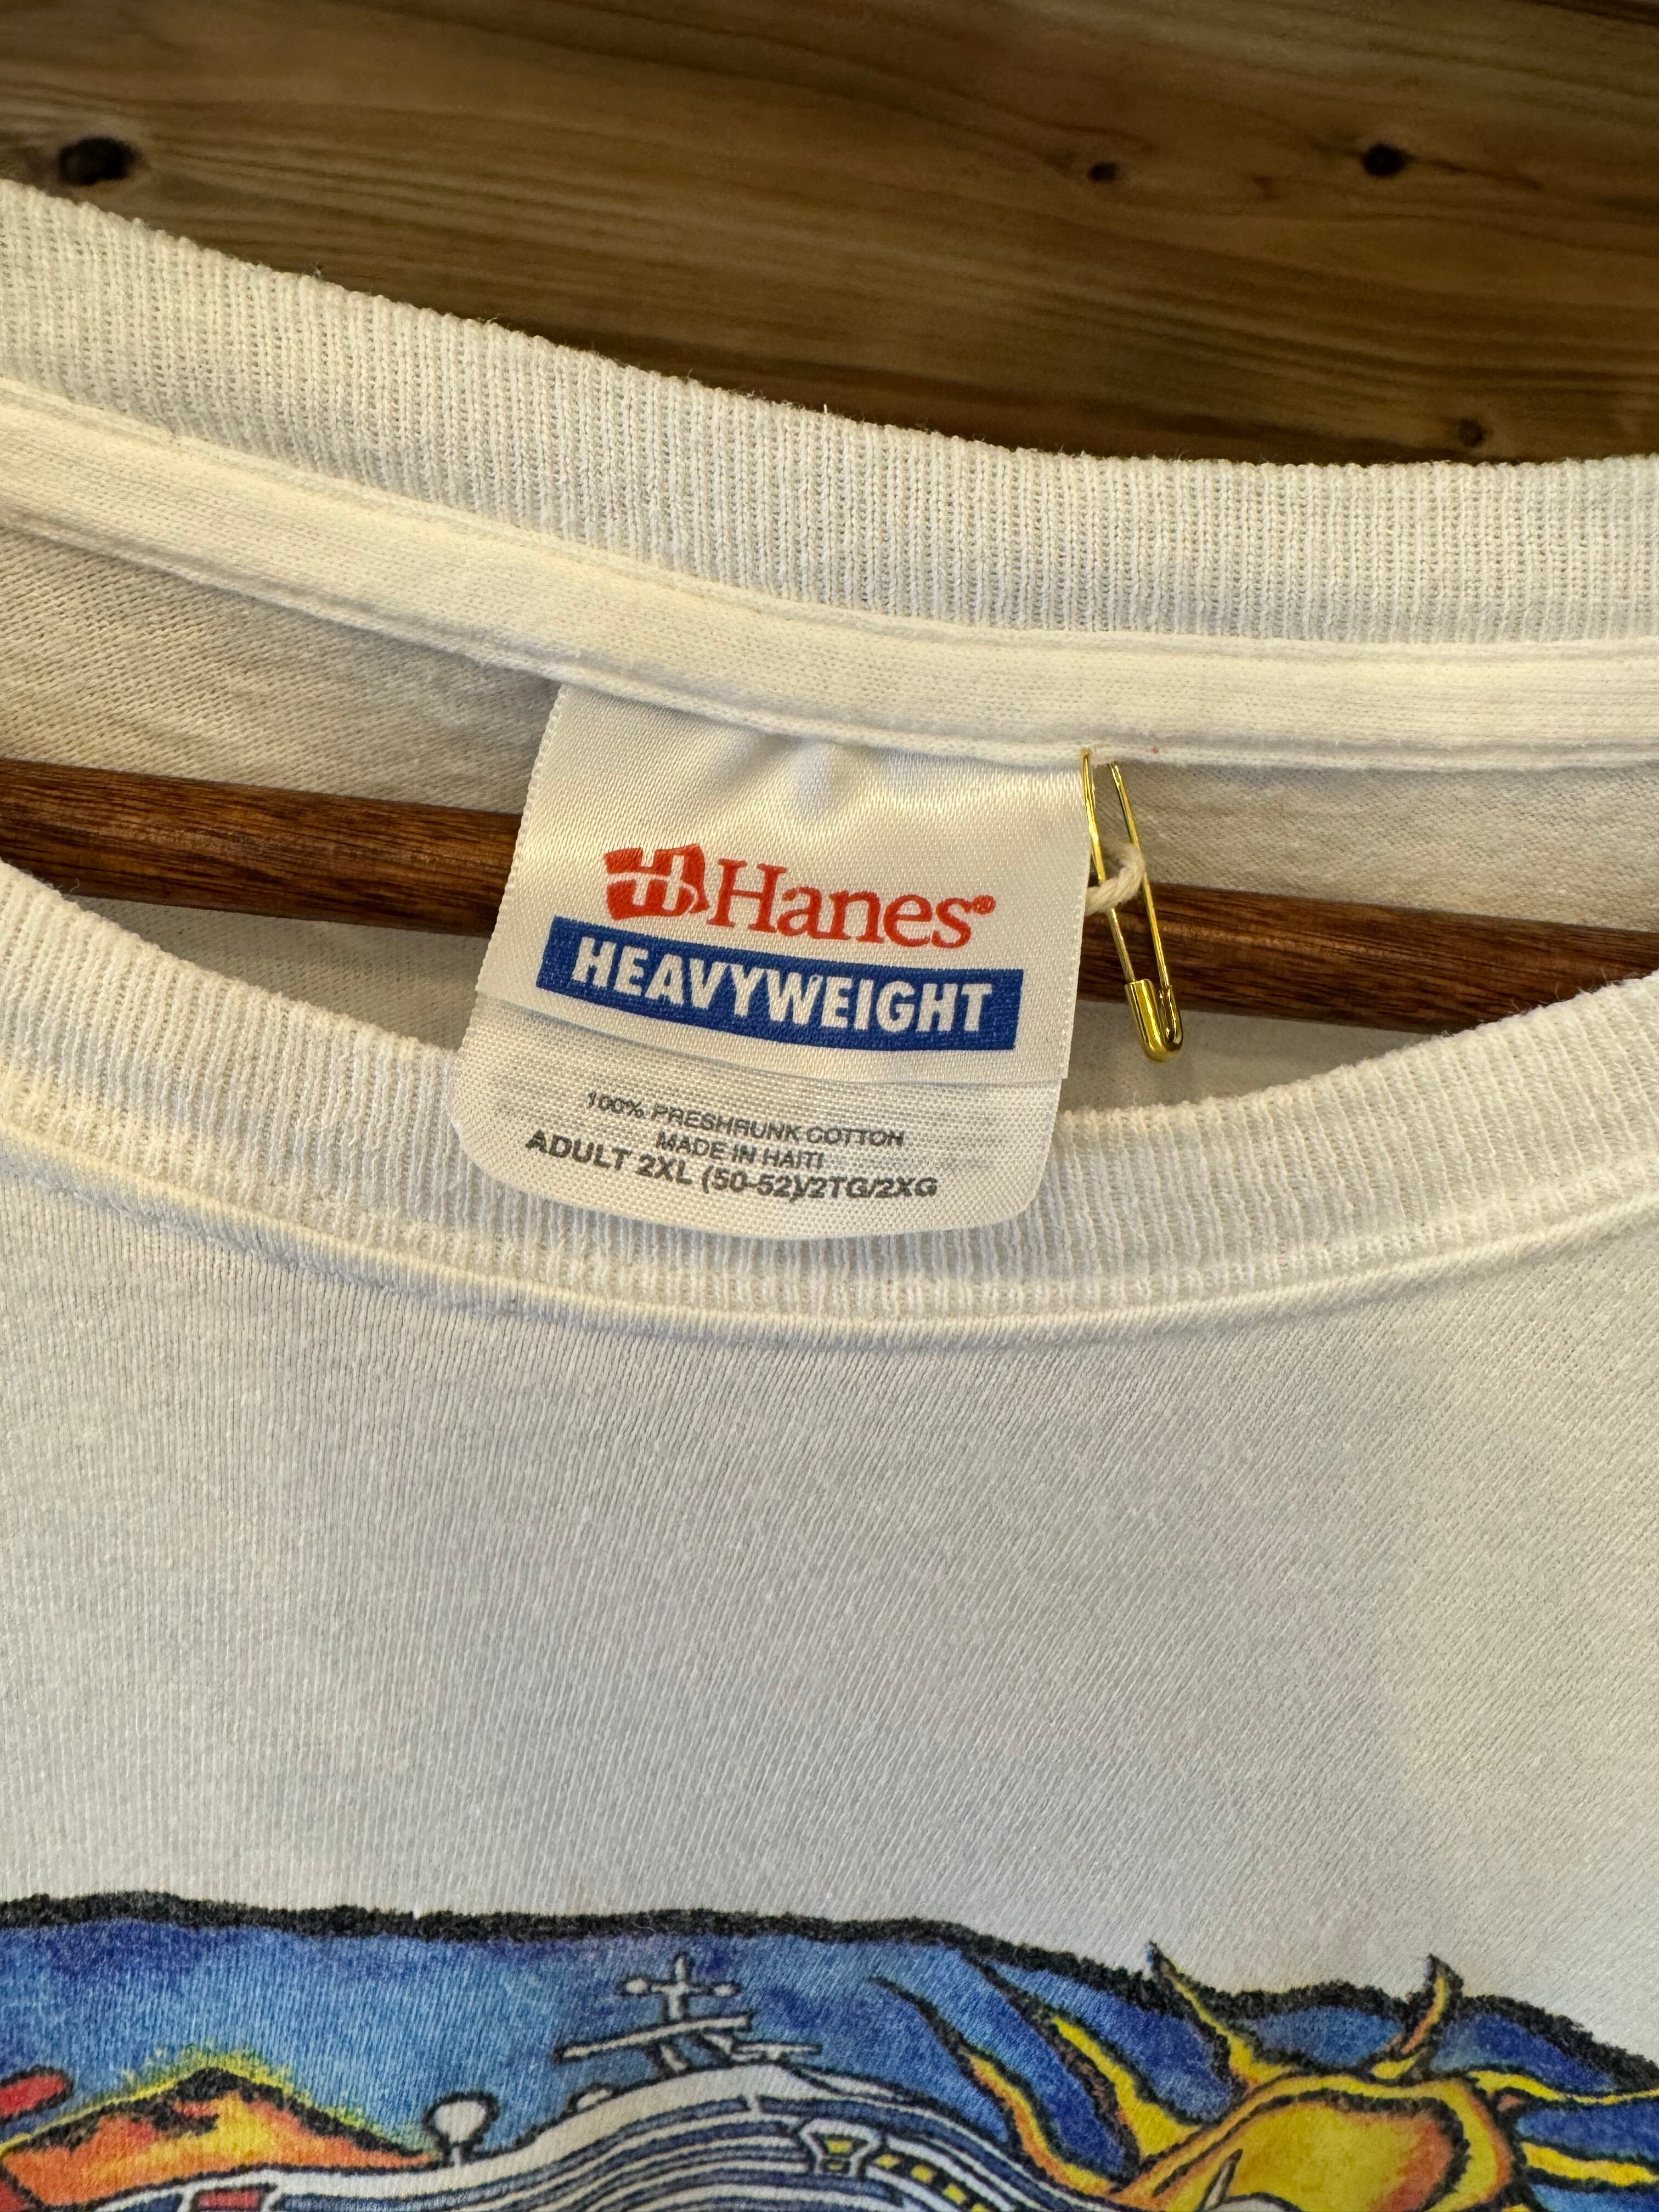 Hanes®
HEAVYWEIGHT
100% PRESHRUNK COTTON
MADE IN HAITI
ADULT 2XL (50-52)/2TG/2XG